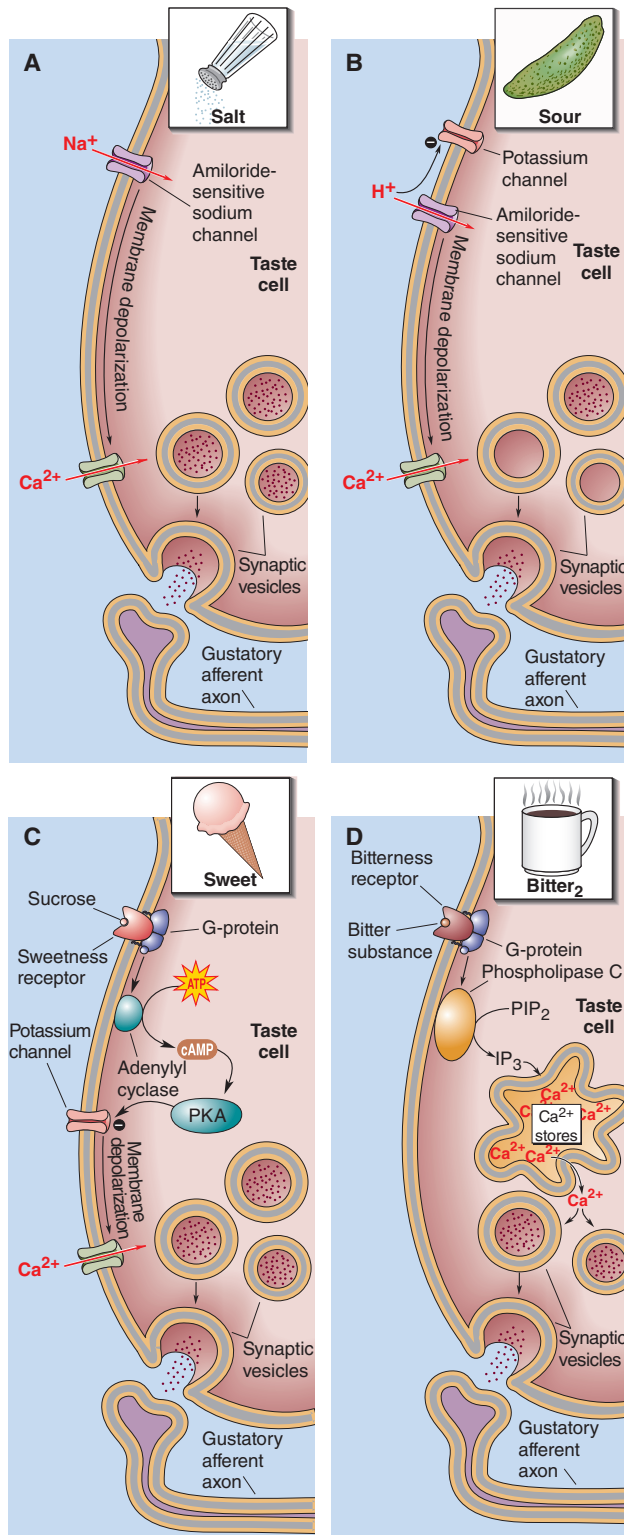 A
Salt
Na+
Amiloride-
sensitive
sodium
channel
Membrane depolarization
Taste
cell
Ca2+
Synaptic
vesicles
Gustatory
afferent
axon
B
Sour
Potassium
channel
H+
Amiloride-
sensitive
sodium
channel
Membrane depolarization
Taste
cell
Ca2+
Synaptic
vesicles
Gustatory
afferent
axon
C
Sweet
Sucrose
G-protein
Sweetness
receptor
ATP
Potassium
channel
cAMP
Taste
cell
Adenylyl
cyclase
PKA
Membrane
depolarization
Ca2+
Synaptic
vesicles
Gustatory
afferent
axon
D
Bitter2
Bitterness
receptor
Bitter
substance
G-protein
Phospholipase C
PIP2
Taste
cell
IP3
Ca2+
Ca2+
Ca2+
stores
Ca2+
Ca2+
Ca2+
Synaptic
vesicles
Gustatory
afferent
axon